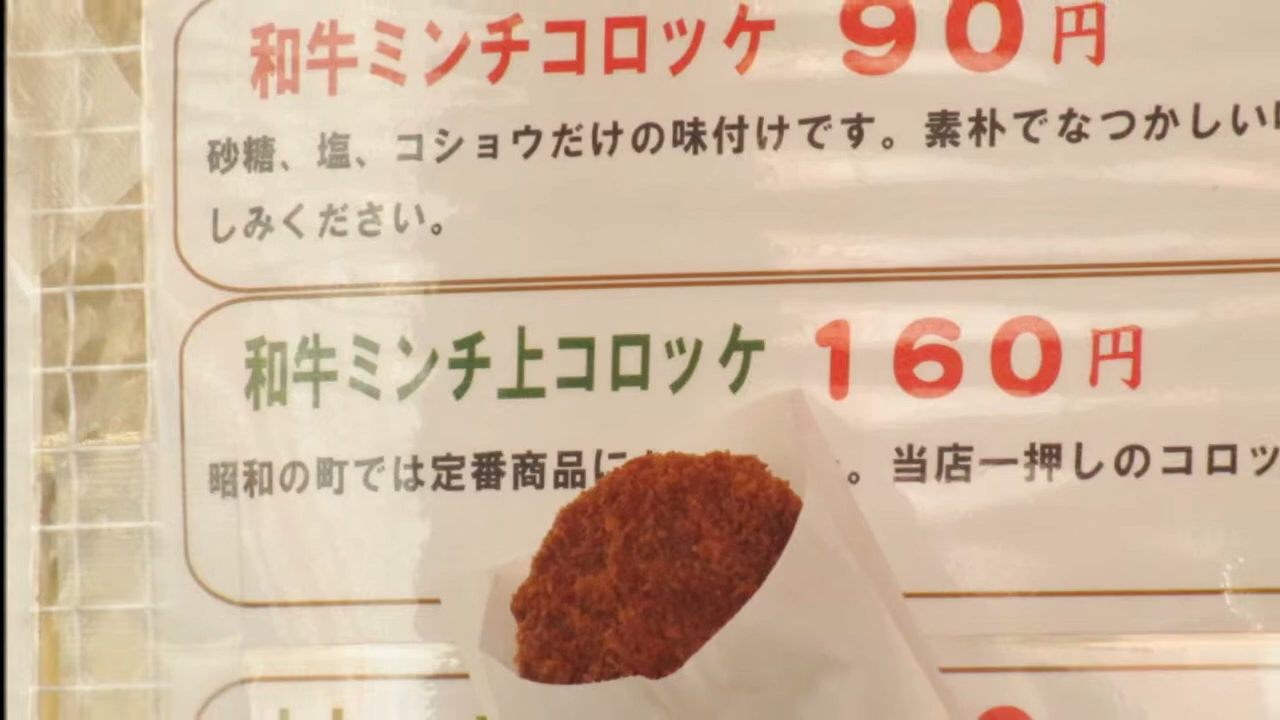 和牛ミンチコロッケ 90円
砂糖、塩、コショウだけの味付けです。素朴でなつかしい
しみください。
和牛ミンチ上コロッケ 160円
昭和の町では定番商品に 。当店一押しのコロッ